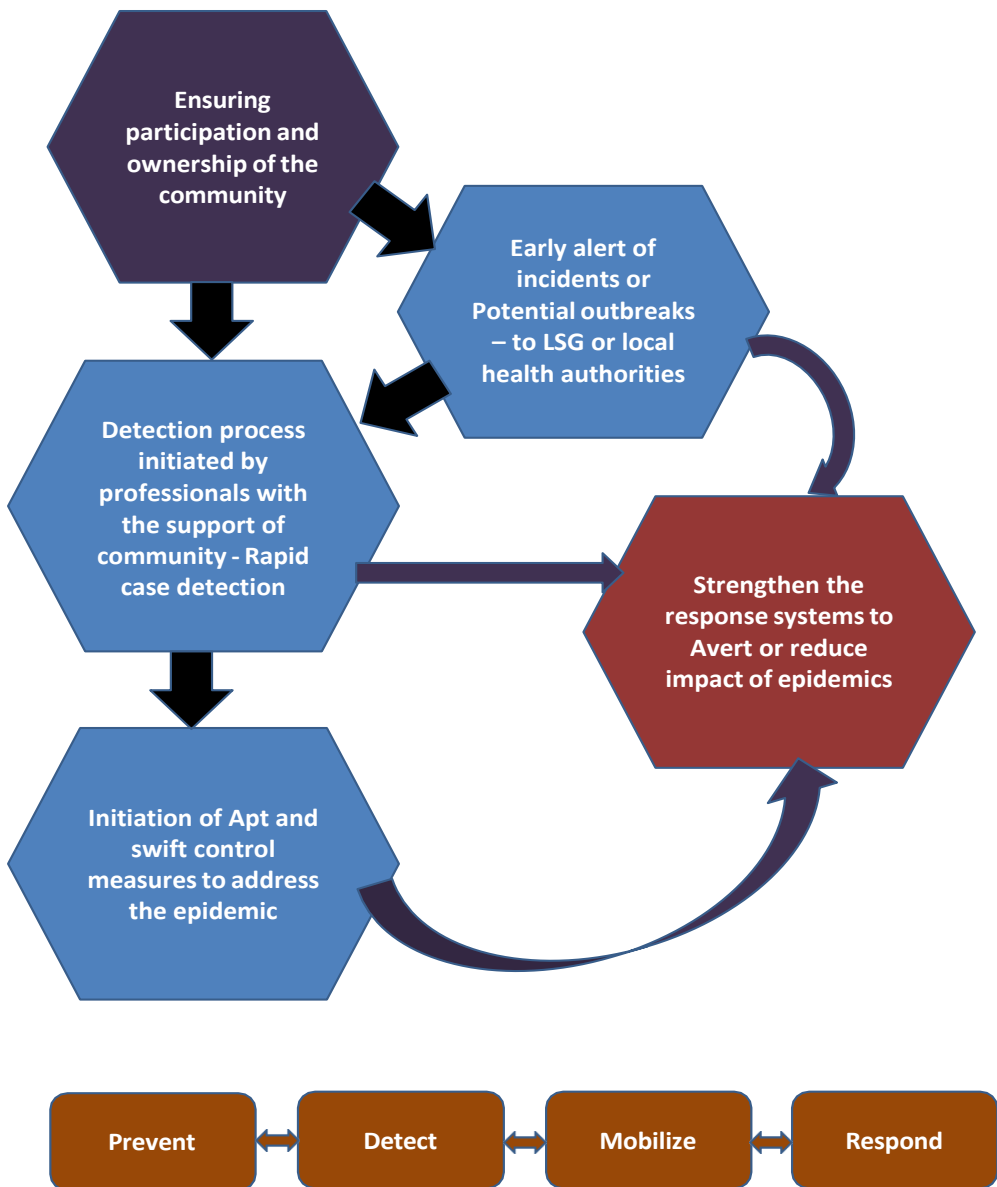 Ensuring
participation and
ownership of the
community
Early alert of
incidents or
Potential outbreaks
– to LSG or local
health authorities
Detection process
initiated by
professionals with
the support of
community - Rapid
case detection
Strengthen the
response systems to
Avert or reduce
impact of epidemics
Initiation of Apt and
swift control
measures to address
the epidemic
Prevent
Detect
Mobilize
Respond